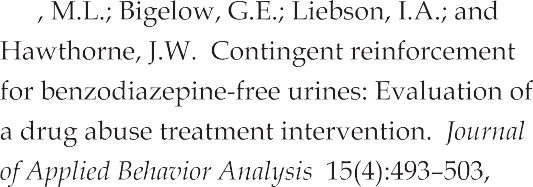 , M.L.; Bigelow, G.E.; Liebson, I.A.; and
Hawthorne, J.W. Contingent reinforcement
for benzodiazepine-free urines: Evaluation of
a drug abuse treatment intervention. Journal
of Applied Behavior Analysis 15(4):493–503,